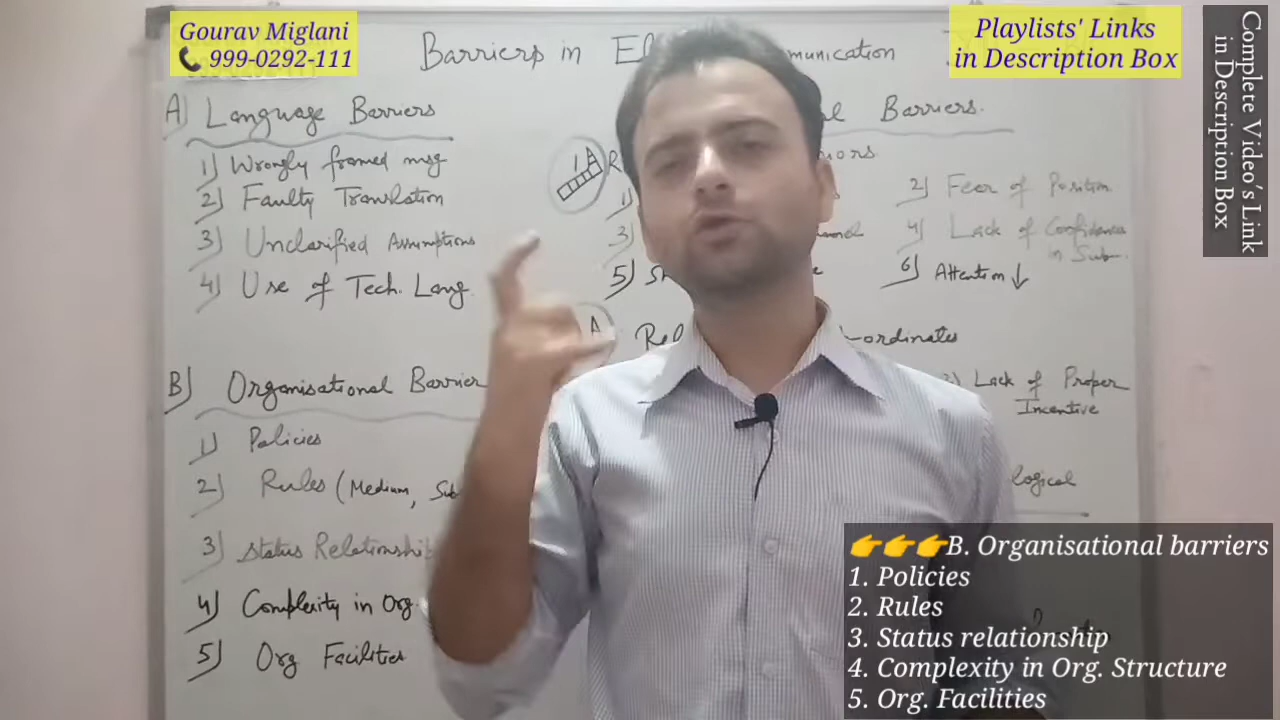 Gourav Miglani
📞 999-0292-111
Playlists' Links
in Description Box
Complete Video's Link
in Description Box
Barriers in
munication
A) Language Barriers
1) Wrongly framed msg
2) Faulty Translation
3) Unclarified Assumptions
4) Use of Tech. Lang.
B) Organisational Barrier
1) Policies
2) Rules (Medium,
3) Status Relationship
4) Complexity in Org.
5) Org Facilities
Barriers.
1)
2) Fear of Position
3)
4) Lack of Confidence
in Sub.
5)
6) Attention ↓
A
ordinates
Lack of Proper
Incentive
logical
👉👉👉B. Organisational barriers
1. Policies
2. Rules
3. Status relationship
4. Complexity in Org. Structure
5. Org. Facilities